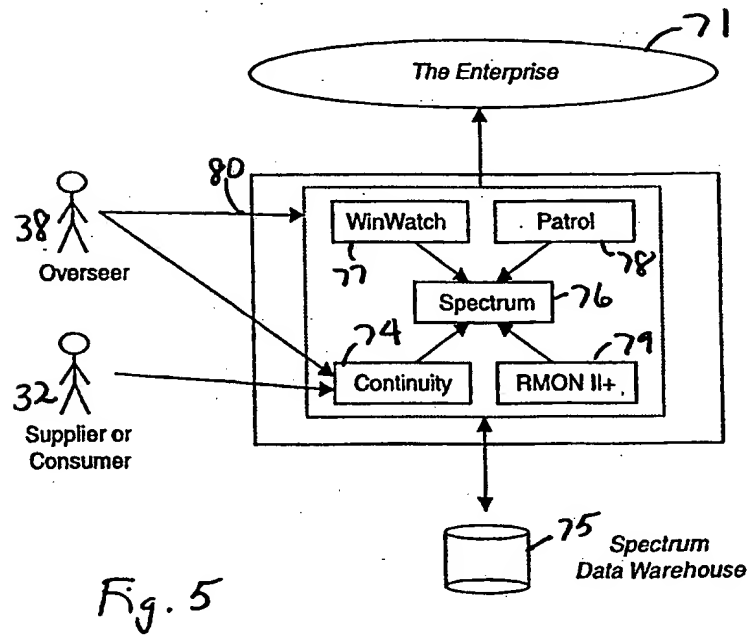 71
The Enterprise
80
38
Overseer
WinWatch
Patrol
77
78
Spectrum
76
74
79
Continuity
RMON II+
32
Supplier or
Consumer
75
Spectrum
Data Warehouse
Fig. 5